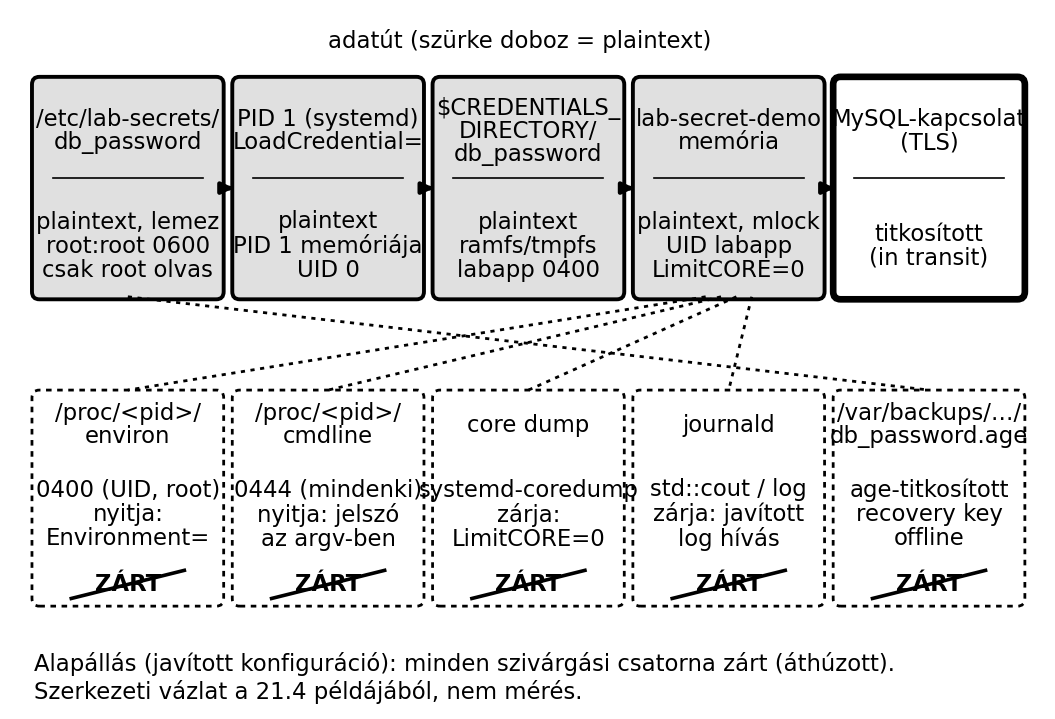 adatút (szürke doboz = plaintext)
/etc/lab-secrets/
db_password
plaintext, lemez
root:root 0600
csak root olvas
PID 1 (systemd)
LoadCredential=
plaintext
PID 1 memóriája
UID 0
$CREDENTIALS_
DIRECTORY/
db_password
plaintext
ramfs/tmpfs
labapp 0400
lab-secret-demo
memória
plaintext, mlock
UID labapp
LimitCORE=0
MySQL-kapcsolat
(TLS)
titkosított
(in transit)
/proc/<pid>/
environ
0400 (UID, root)
nyitja:
Environment=
ZÁRT
/proc/<pid>/
cmdline
0444 (mindenki)
nyitja: jelszó
az argv-ben
ZÁRT
core dump
systemd-coredump
zárja:
LimitCORE=0
ZÁRT
journald
std::cout / log
zárja: javított
log hívás
ZÁRT
/var/backups/.../
db_password.age
age-titkosított
recovery key
offline
ZÁRT
Alapállás (javított konfiguráció): minden szivárgási csatorna zárt (áthúzott).
Szerkezeti vázlat a 21.4 példájából, nem mérés.